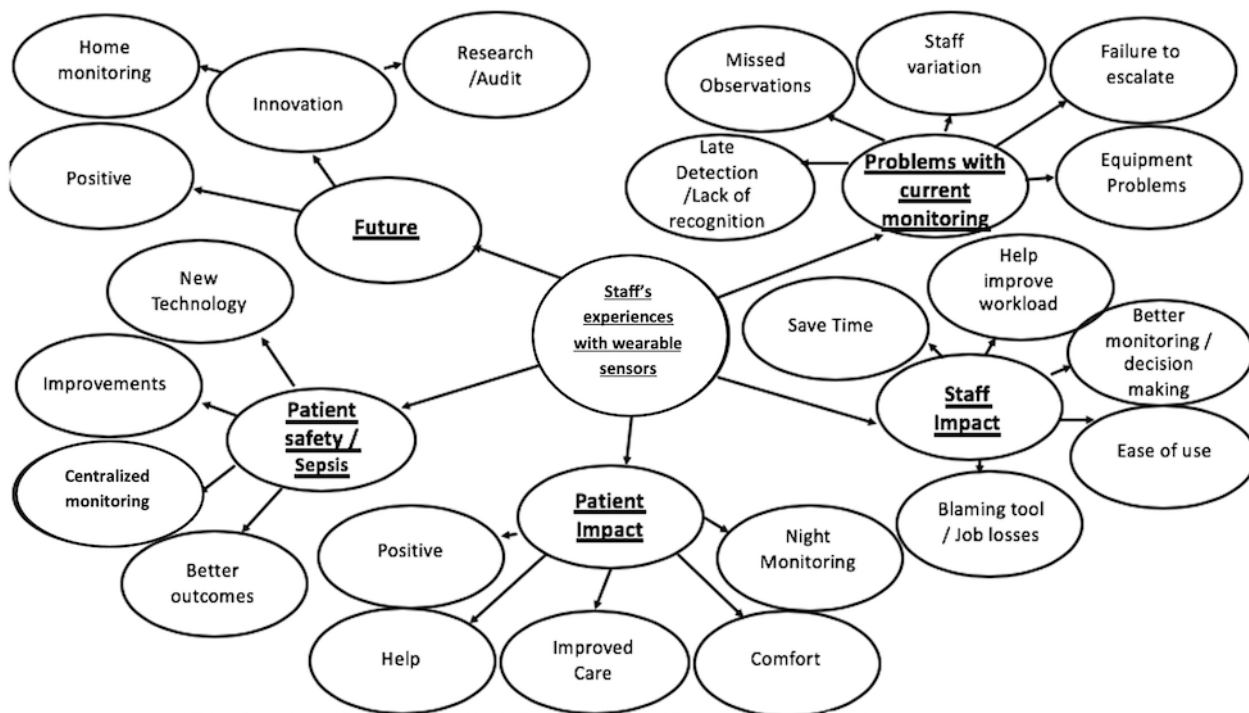 Home
monitoring
Innovation
Research
/Audit
Positive
Future
Missed
Observations
Staff
variation
Failure to
escalate
Late
Detection
/Lack of
recognition
Problems with
current
monitoring
Equipment
Problems
Staff's
experiences
with wearable
sensors
New
Technology
Improvements
Patient
safety /
Sepsis
Centralized
monitoring
Better
outcomes
Save Time
Help
improve
workload
Better
monitoring /
decision
making
Staff
Impact
Ease of use
Blaming tool
/ Job losses
Patient
Impact
Positive
Night
Monitoring
Help
Improved
Care
Comfort